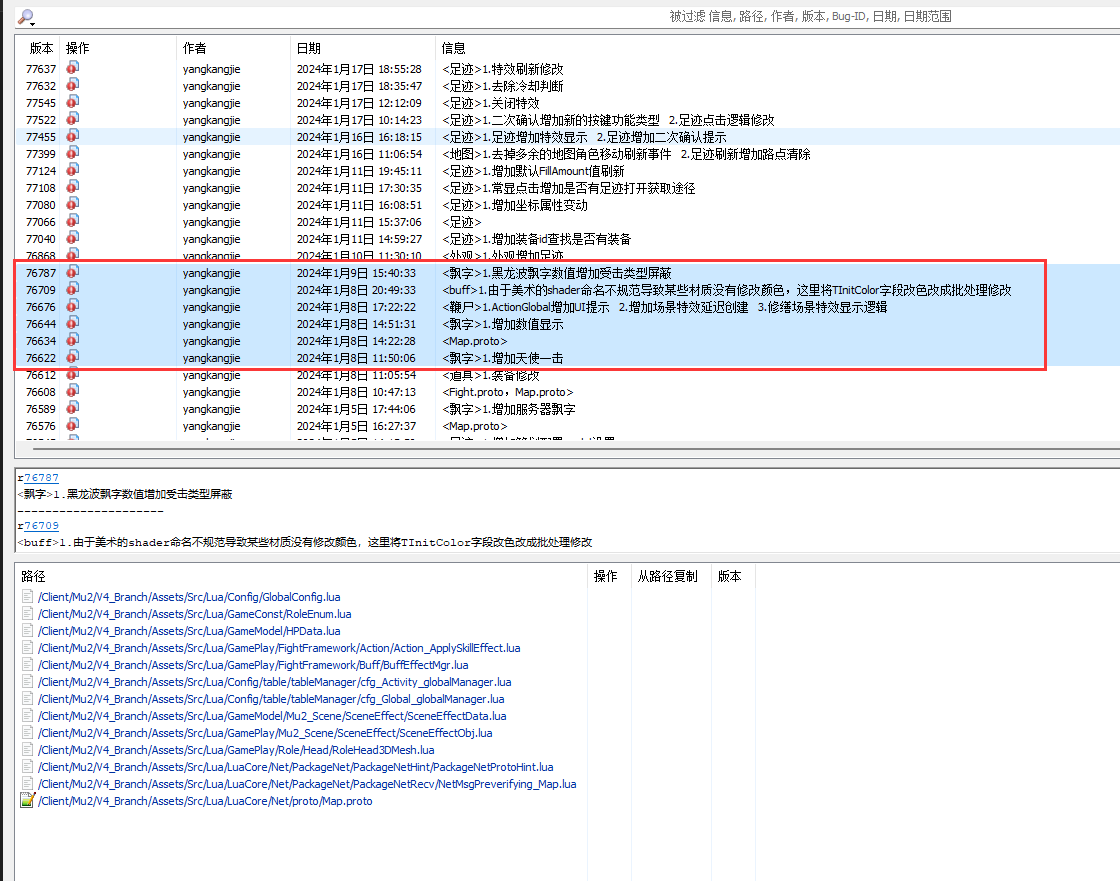 被过滤 信息, 路径, 作者, 版本, Bug-ID, 日期, 日期范围
版本 操作 作者 日期 信息
77637 yangkangjie 2024年1月17日 18:55:28 <足迹>1.特效刷新修改
77632 yangkangjie 2024年1月17日 18:35:47 <足迹>1.去除冷却判断
77545 yangkangjie 2024年1月17日 12:12:09 <足迹>1.关闭特效
77522 yangkangjie 2024年1月17日 10:14:23 <足迹>1.二次确认增加新的按键功能类型 2.足迹点击逻辑修改
77455 yangkangjie 2024年1月16日 16:18:15 <足迹>1.足迹增加特效显示 2.足迹增加二次确认提示
77399 yangkangjie 2024年1月16日 11:06:54 <地图>1.去掉多余的地图角色移动刷新事件 2.足迹刷新增加路点清除
77124 yangkangjie 2024年1月11日 19:45:11 <足迹>1.增加默认FillAmount值刷新
77108 yangkangjie 2024年1月11日 17:30:35 <足迹>1.常显点击增加是否有足迹打开获取途径
77080 yangkangjie 2024年1月11日 16:08:51 <足迹>1.增加坐标属性变动
77066 yangkangjie 2024年1月11日 15:37:06 <足迹>
77040 yangkangjie 2024年1月11日 14:59:27 <足迹>1.增加装备id查找是否有装备
76868 yangkangjie 2024年1月10日 11:30:10 <外观>1.外观增加足迹
76787 yangkangjie 2024年1月9日 15:40:33 <飘字>1.黑龙波飘字数值增加受击类型屏蔽
76709 yangkangjie 2024年1月8日 20:49:33 <buff>1.由于美术的shader命名不规范导致某些材质没有修改颜色，这里将TInitColor字段改色改成批处理修改
76676 yangkangjie 2024年1月8日 17:22:22 <鞭尸>1.ActionGlobal增加UI提示 2.增加场景特效延迟创建 3.修缮场景特效显示逻辑
76644 yangkangjie 2024年1月8日 14:51:31 <飘字>1.增加数值显示
76634 yangkangjie 2024年1月8日 14:22:28 <Map.proto>
76622 yangkangjie 2024年1月8日 11:50:06 <飘字>1.增加天使一击
76612 yangkangjie 2024年1月8日 11:05:54 <道具>1.装备修改
76608 yangkangjie 2024年1月8日 10:47:13 <Fight.proto，Map.proto>
76589 yangkangjie 2024年1月5日 17:44:06 <飘字>1.增加服务器飘字
76576 yangkangjie 2024年1月5日 16:27:37 <Map.proto>
r76787
<飘字>1.黑龙波飘字数值增加受击类型屏蔽
---------------------
r76709
<buff>1.由于美术的shader命名不规范导致某些材质没有修改颜色，这里将TInitColor字段改色改成批处理修改
路径 操作 从路径复制 版本
/Client/Mu2/V4_Branch/Assets/Src/Lua/Config/GlobalConfig.lua
/Client/Mu2/V4_Branch/Assets/Src/Lua/GameConst/RoleEnum.lua
/Client/Mu2/V4_Branch/Assets/Src/Lua/GameModel/HPData.lua
/Client/Mu2/V4_Branch/Assets/Src/Lua/GamePlay/FightFramework/Action/Action_ApplySkillEffect.lua
/Client/Mu2/V4_Branch/Assets/Src/Lua/GamePlay/FightFramework/Buff/BuffEffectMgr.lua
/Client/Mu2/V4_Branch/Assets/Src/Lua/Config/table/tableManager/cfg_Activity_globalManager.lua
/Client/Mu2/V4_Branch/Assets/Src/Lua/Config/table/tableManager/cfg_Global_globalManager.lua
/Client/Mu2/V4_Branch/Assets/Src/Lua/GameModel/Mu2_Scene/SceneEffect/SceneEffectData.lua
/Client/Mu2/V4_Branch/Assets/Src/Lua/GamePlay/Mu2_Scene/SceneEffect/SceneEffectObj.lua
/Client/Mu2/V4_Branch/Assets/Src/Lua/GamePlay/Role/Head/RoleHead3DMesh.lua
/Client/Mu2/V4_Branch/Assets/Src/Lua/LuaCore/Net/PackageNet/PackageNetHint/PackageNetProtoHint.lua
/Client/Mu2/V4_Branch/Assets/Src/Lua/LuaCore/Net/PackageNet/PackageNetRecv/NetMsgPreverifying_Map.lua
/Client/Mu2/V4_Branch/Assets/Src/Lua/LuaCore/Net/proto/Map.proto